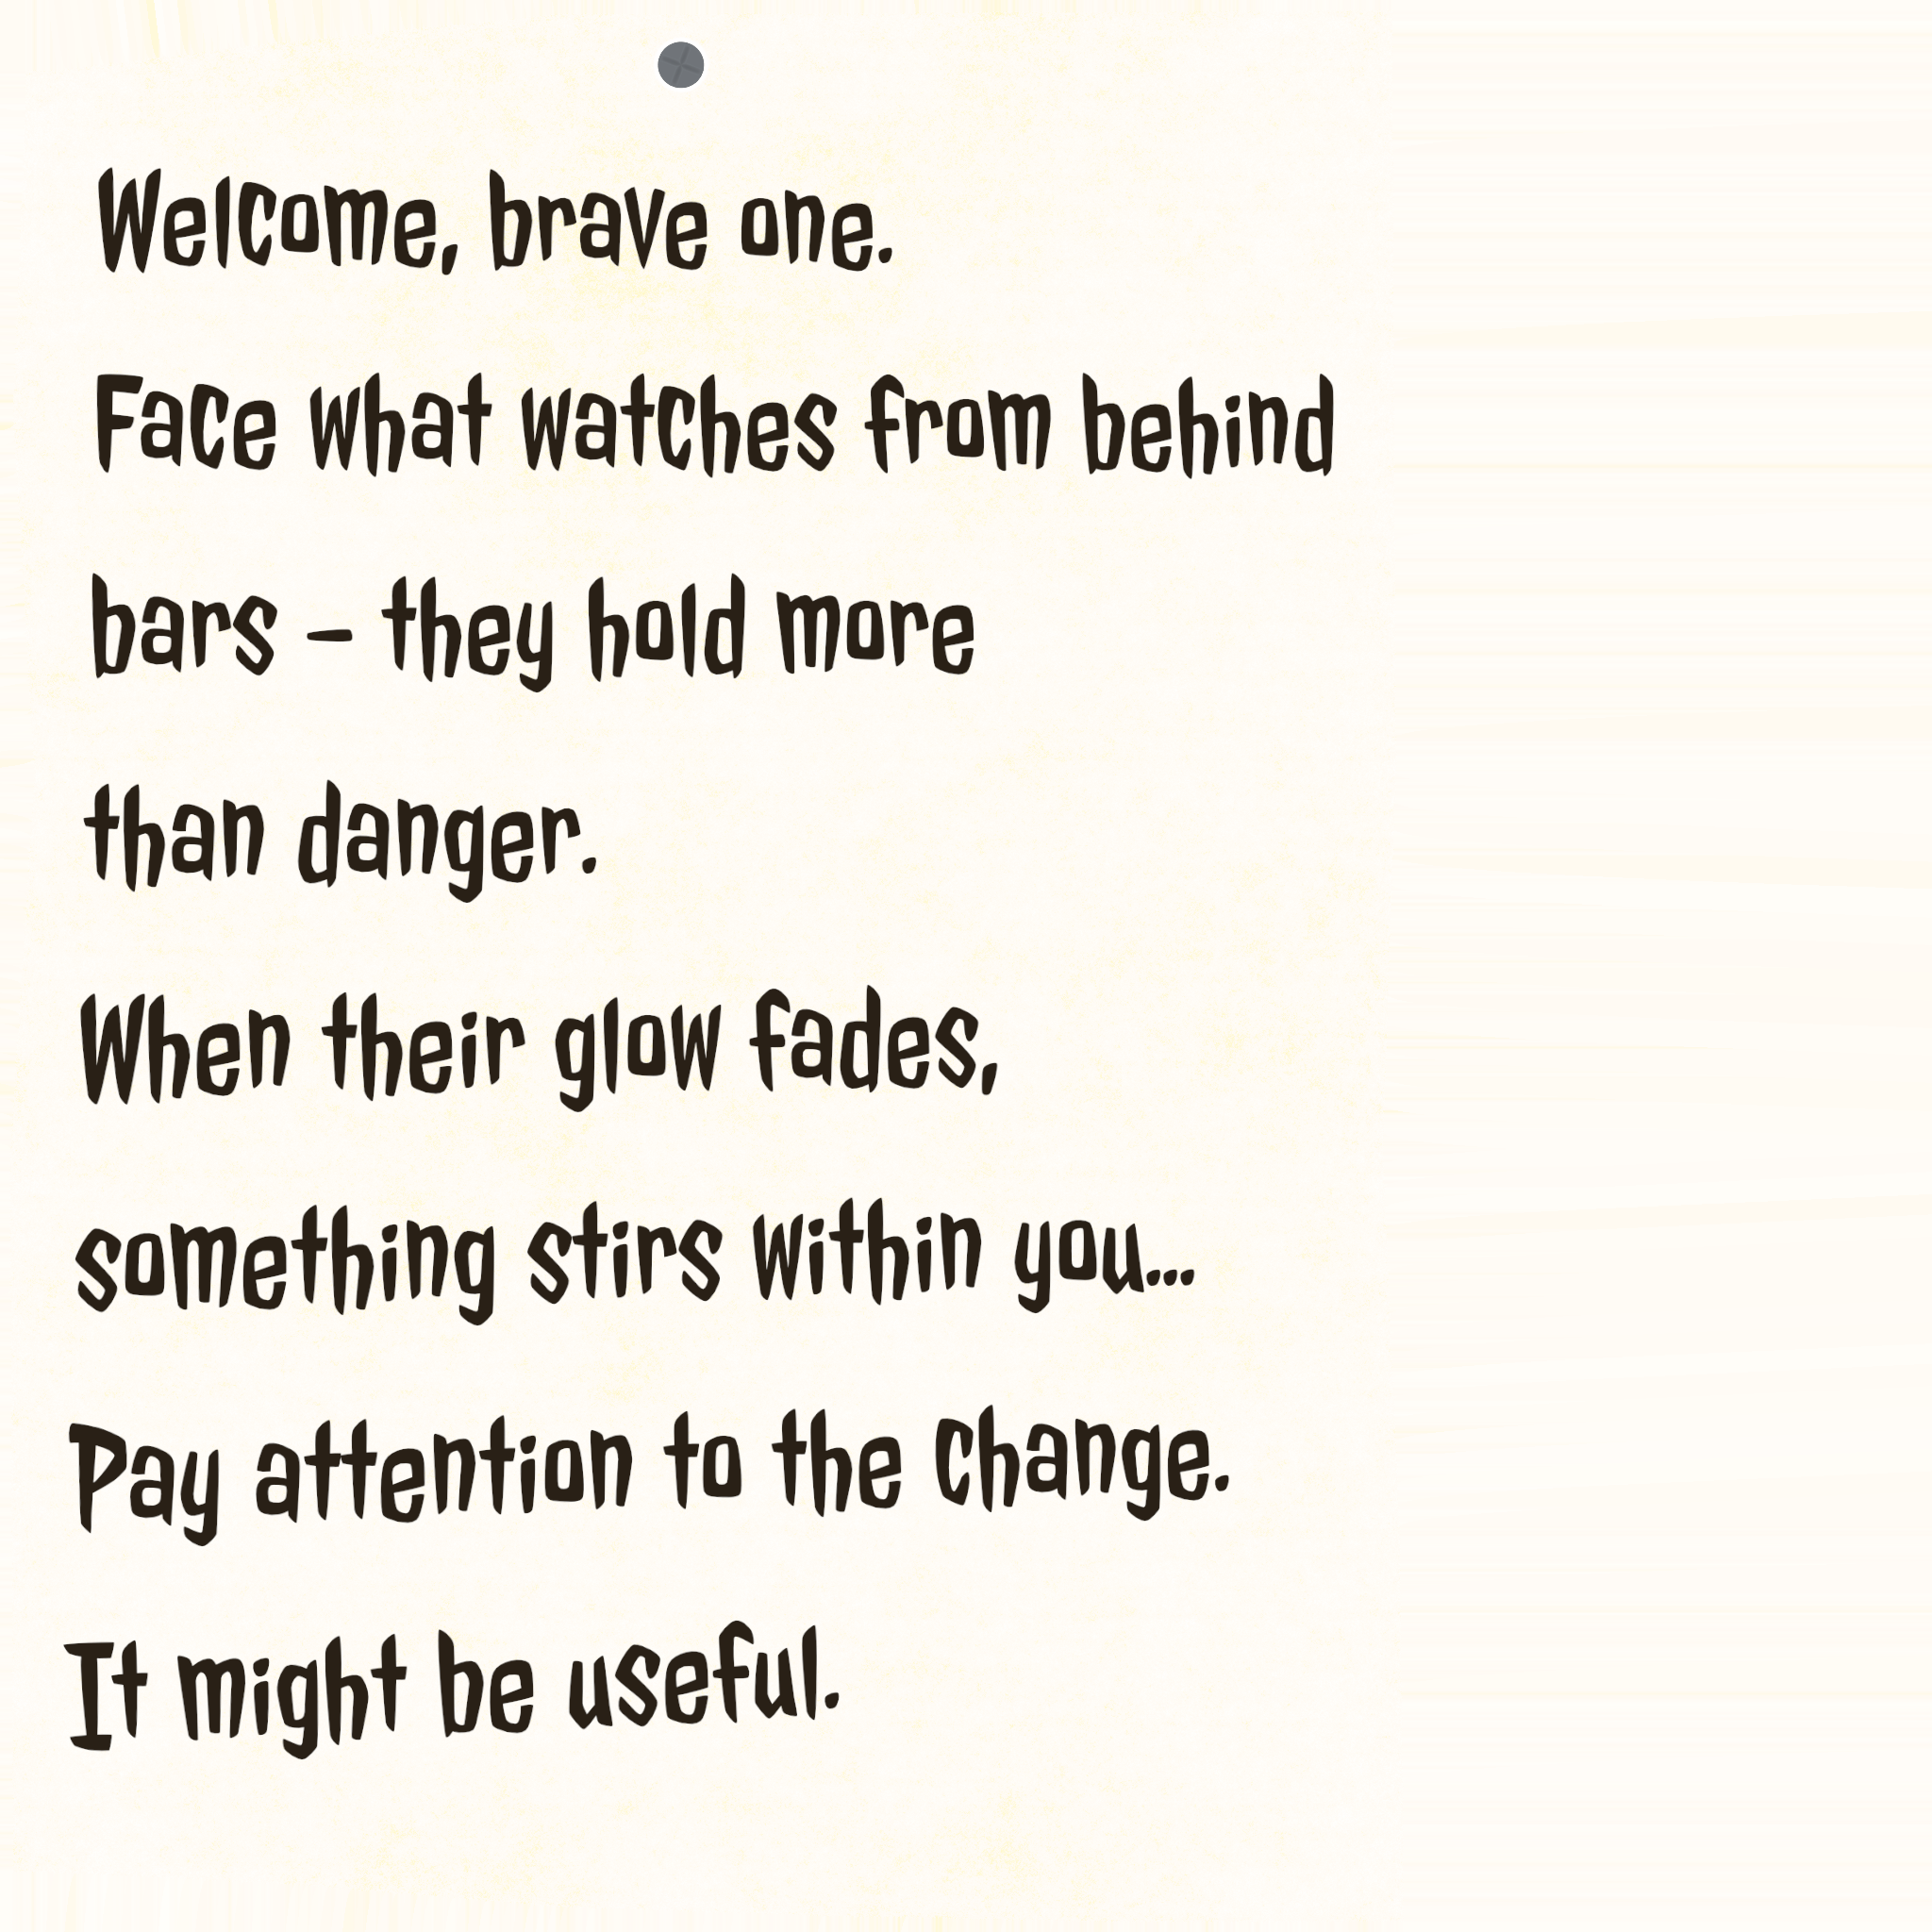 Welcome, brave one.
Face what watches from behind
bars – they hold more
than danger.
When their glow fades,
something stirs within you...
Pay attention to the change.
It might be useful.